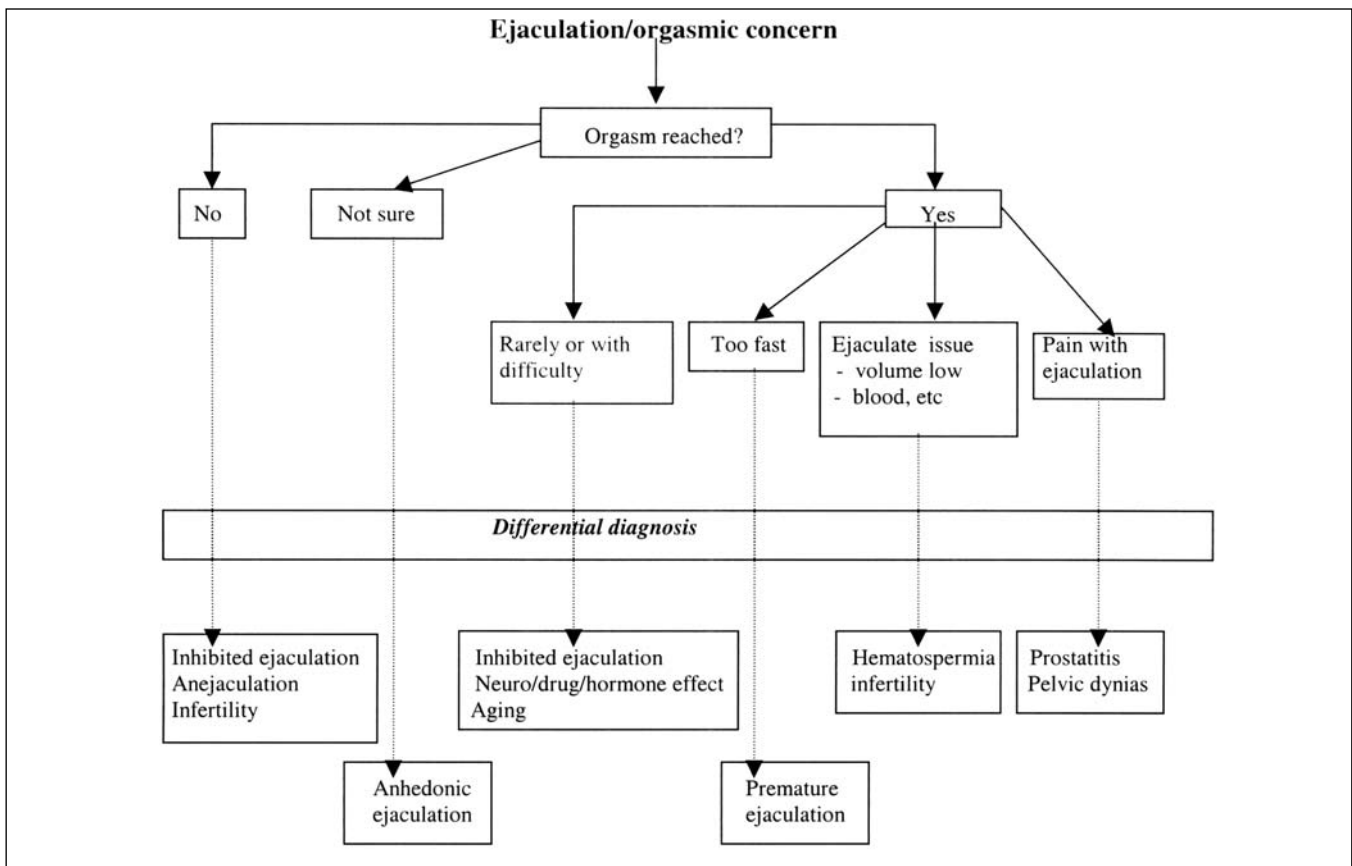 Ejaculation/orgasmic concern
Orgasm reached?
No
Not sure
Yes
Rarely or with
difficulty
Too fast
Ejaculate issue
- volume low
- blood, etc
Pain with
ejaculation
Differential diagnosis
Inhibited ejaculation
Anejaculation
Infertility
Inhibited ejaculation
Neuro/drug/hormone effect
Aging
Hematospermia
infertility
Prostatitis
Pelvic dynias
Anhedonic
ejaculation
Premature
ejaculation